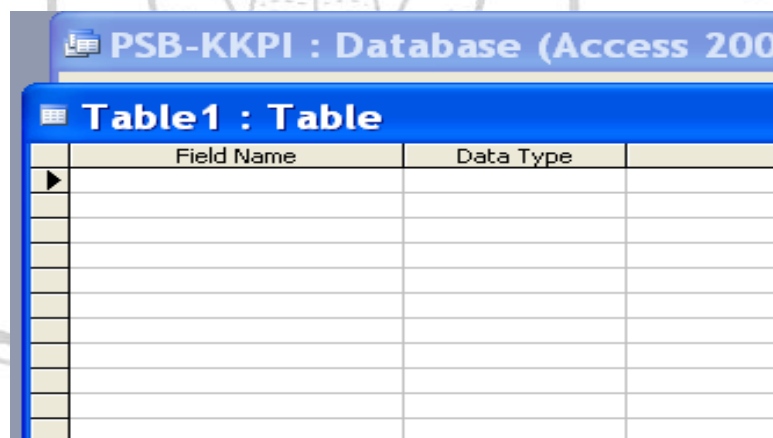 PSB-KKPI : Database (Access 200
Table1 : Table
Field Name Data Type